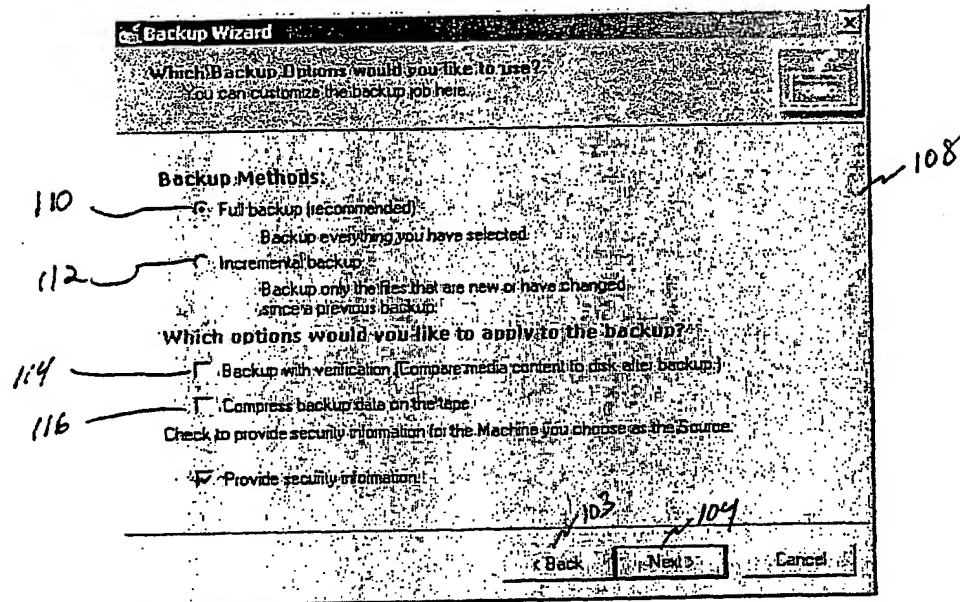 Backup Wizard
Which Backup Options would you like to use?
You can customize the backup job here.
108
Backup Methods:
110
Full backup (recommended)
Backup everything you have selected
112
Incremental backup
Backup only the files that are new or have changed
since a previous backup.
Which options would you like to apply to the backup?
114
Backup with verification (Compare media content to disk after backup.)
116
Compress backup data on the tape
Check to provide security information for the Machine you choose as the Source.
Provide security information.
103
104
< Back
Next >
Cancel